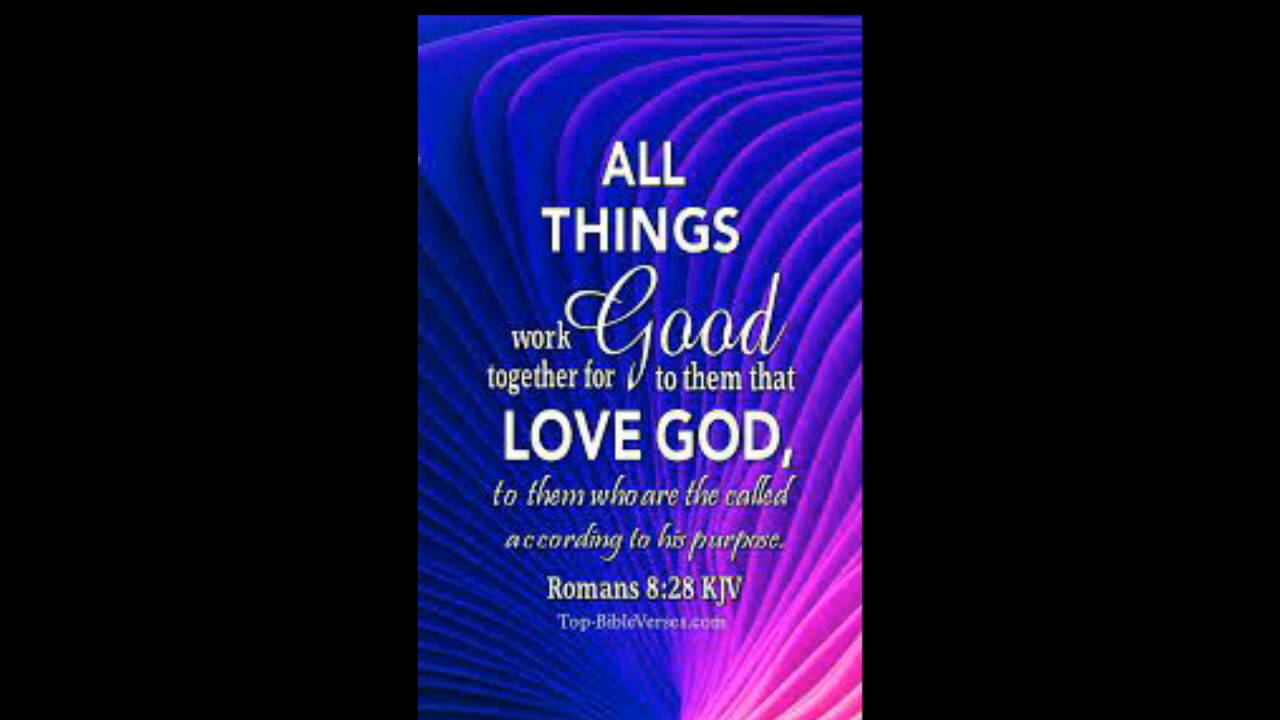 ALL
THINGS
work Good
together for to them that
LOVE GOD,
to them who are the called
according to his purpose.
Romans 8:28 KJV
Top-BibleVerses.com